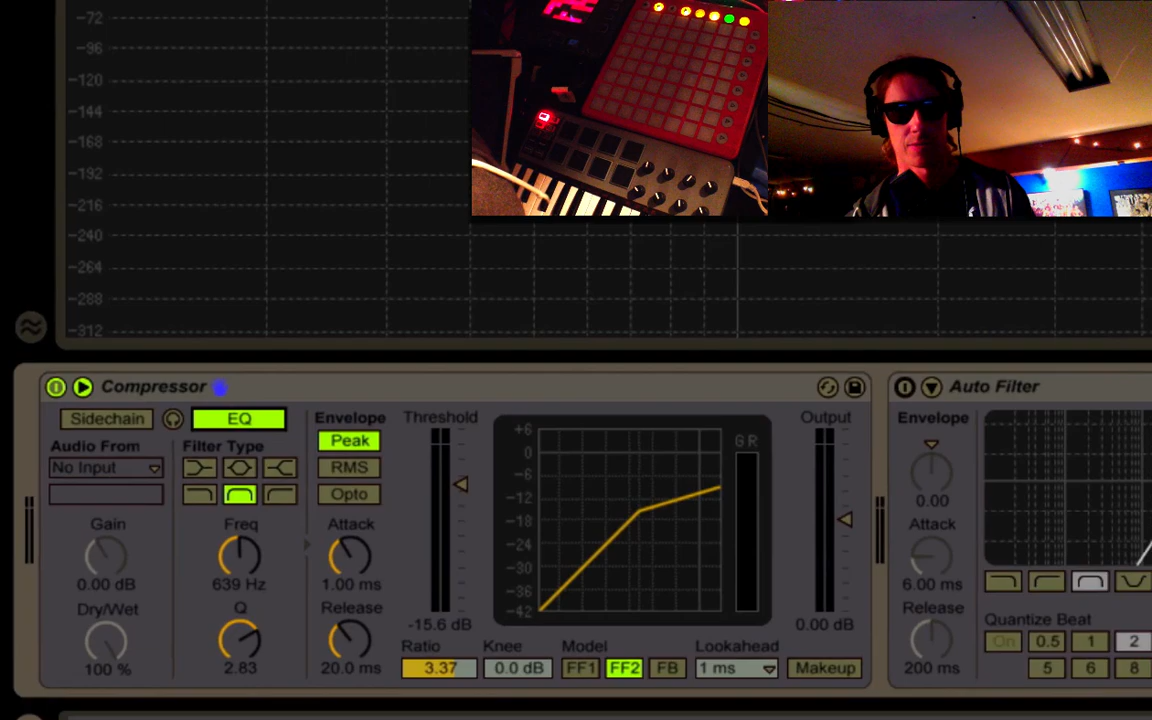 -72
-96
-120
-144
-168
-192
-216
-240
-264
-288
-312
Compressor
Sidechain
EQ
Audio From
No Input
Filter Type
Gain
0.00 dB
Dry/Wet
100 %
Freq
639 Hz
Q
2.83
Envelope
Peak
RMS
Opto
Attack
1.00 ms
Release
20.0 ms
Threshold
-15.6 dB
+6
0
-6
-12
-18
-24
-30
-36
-42
GR
Output
0.00 dB
Ratio
3.37
Knee
0.0 dB
Model
FF1 FF2 FB
Lookahead
1 ms
Makeup
Auto Filter
Envelope
0.00
Attack
6.00 ms
Release
200 ms
Quantize Beat
On 0.5 1 2
5 6 8